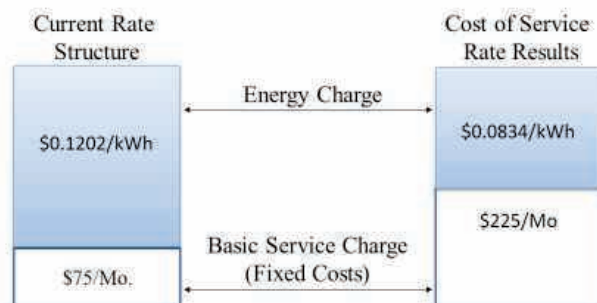 Current Rate
Structure
Cost of Service
Rate Results
Energy Charge
$0.1202/kWh
$0.0834/kWh
Basic Service Charge
(Fixed Costs)
$75/Mo.
$225/Mo